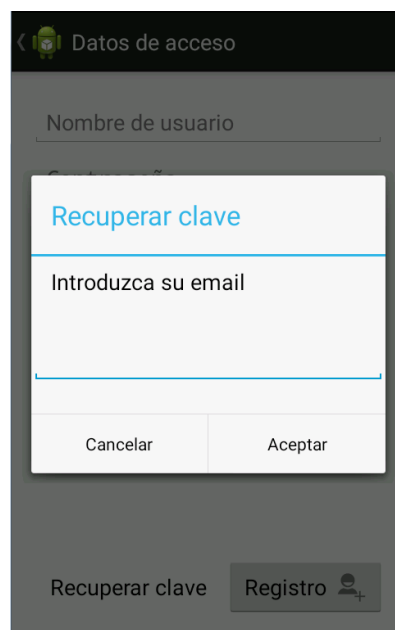 Datos de acceso
Nombre de usuario
Recuperar clave
Introduzca su email
Cancelar Aceptar
Recuperar clave Registro